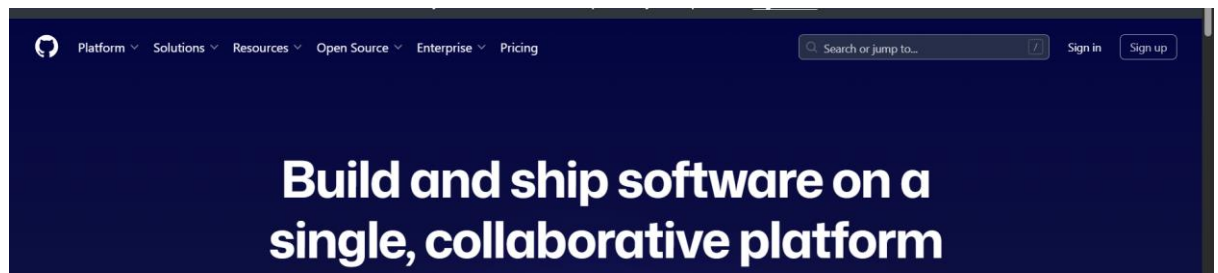 Platform Solutions Resources Open Source Enterprise Pricing Search or jump to... / Sign in Sign up
Build and ship software on a
single, collaborative platform